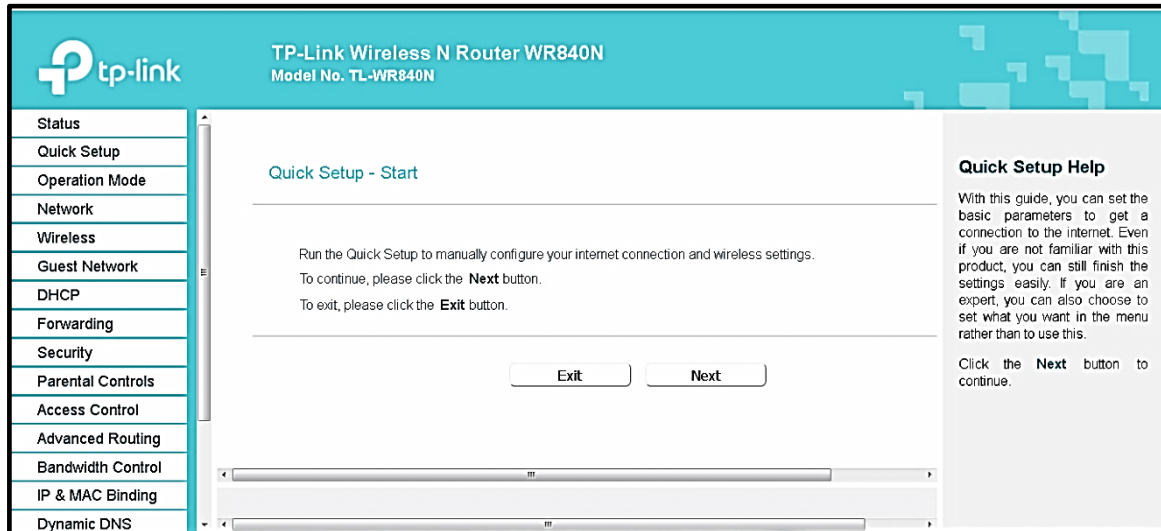 tp-link
TP-Link Wireless N Router WR840N
Model No. TL-WR840N
Status
Quick Setup
Operation Mode
Network
Wireless
Guest Network
DHCP
Forwarding
Security
Parental Controls
Access Control
Advanced Routing
Bandwidth Control
IP & MAC Binding
Dynamic DNS
Quick Setup - Start
Run the Quick Setup to manually configure your internet connection and wireless settings.
To continue, please click the Next button.
To exit, please click the Exit button.
Exit
Next
Quick Setup Help
With this guide, you can set the
basic parameters to get a
connection to the internet. Even
if you are not familiar with this
product, you can still finish the
settings easily. If you are an
expert, you can also choose to
set what you want in the menu
rather than to use this.
Click the Next button to
continue.